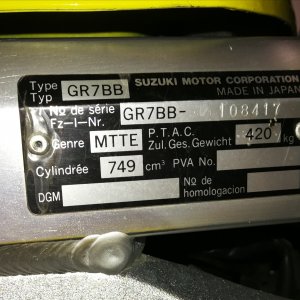 Type
Typ GR7BB SUZUKI MOTOR CORPORATION
MADE IN JAPAN
No de série
Fz-I-Nr. GR7BB- 108417
Genre MTTE P.T.A.C.
Zul.Ges.Gewicht 420 kg
Cylindrée 749 cm³ PVA No.
DGM No de
homologacion